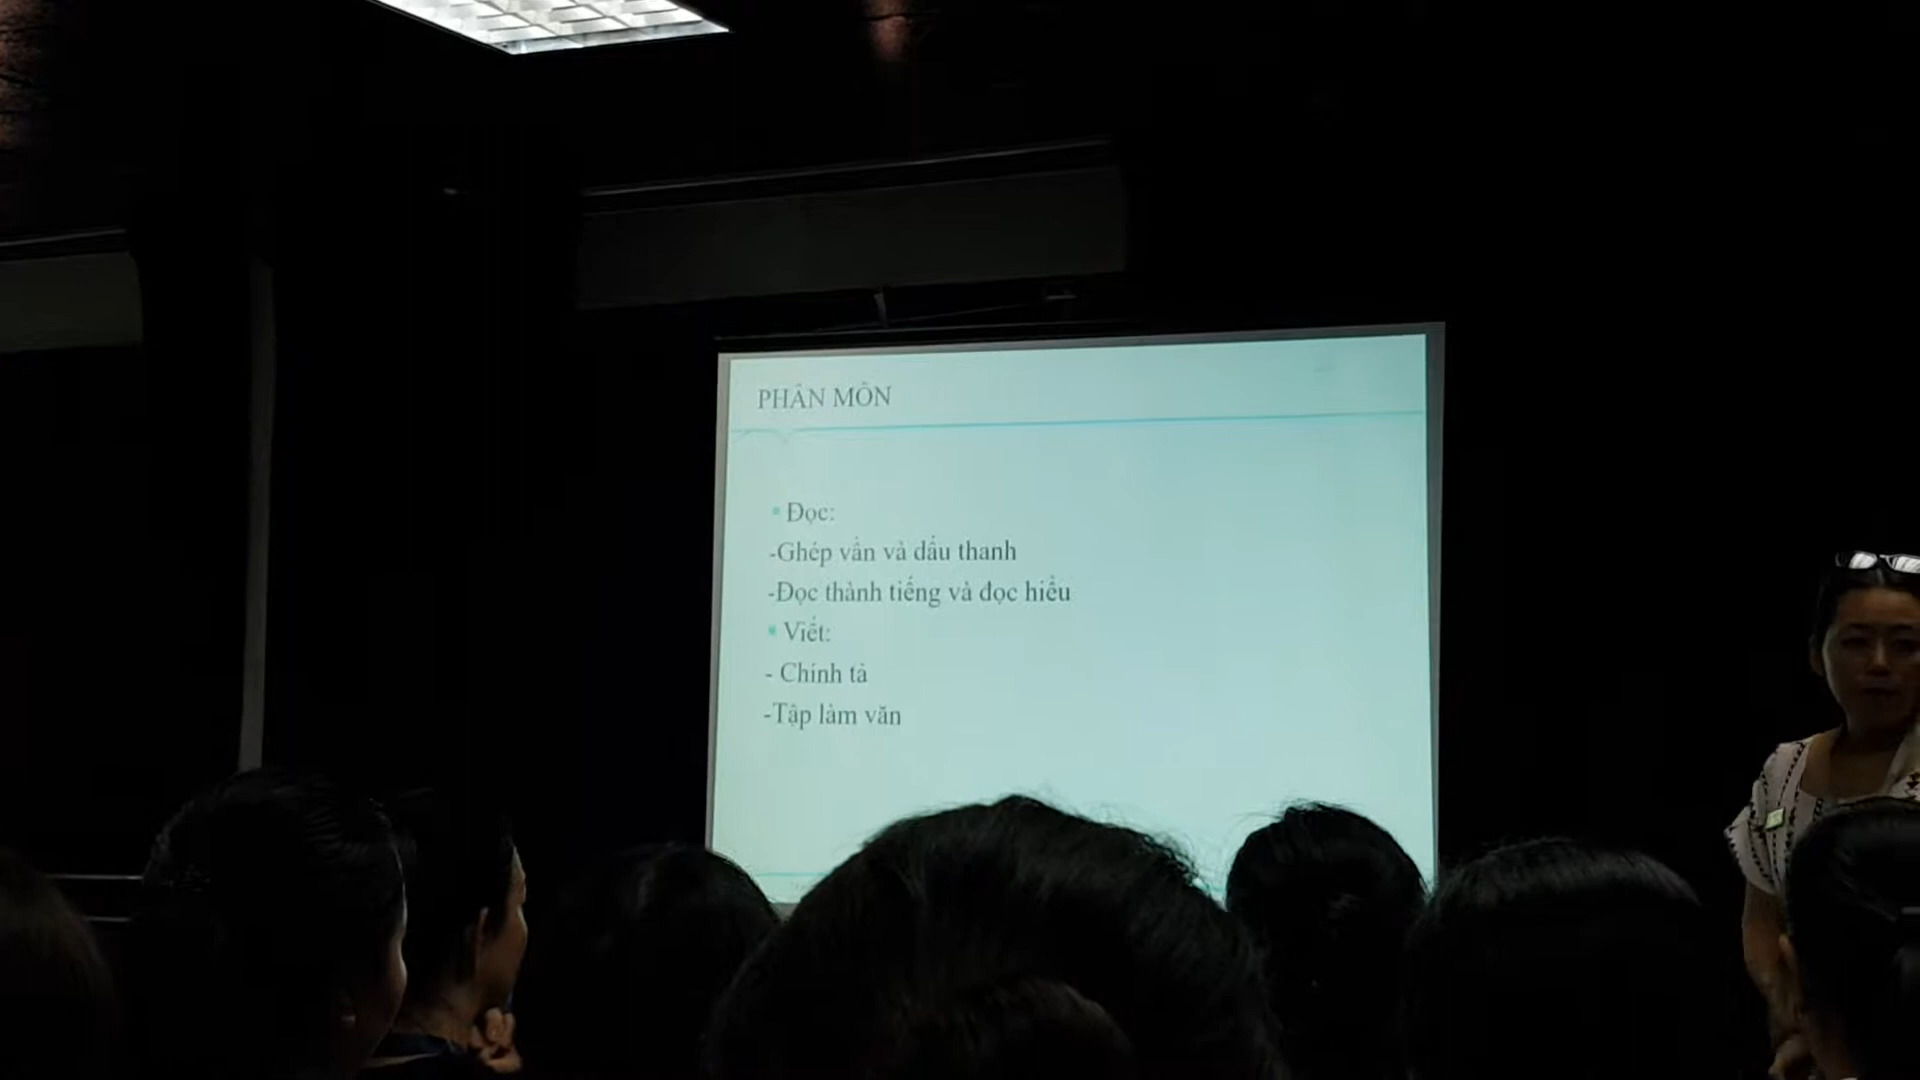 PHÂN MÔN
▪ Đọc:
-Ghép vần và dấu thanh
-Đọc thành tiếng và đọc hiểu
▪ Viết:
- Chính tả
-Tập làm văn